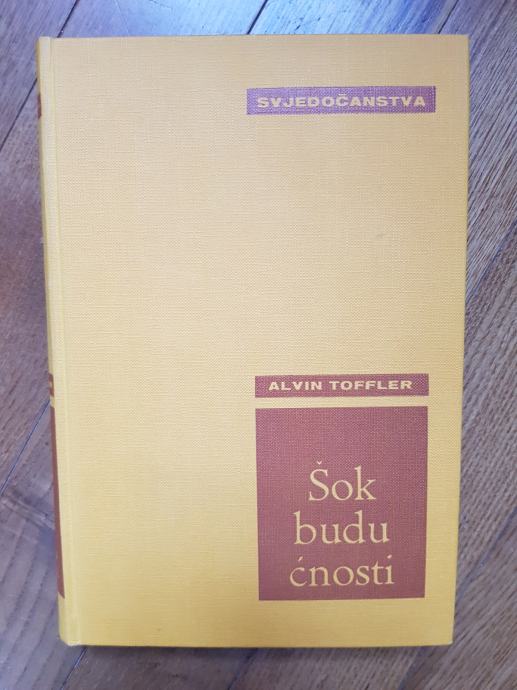 SVJEDOČANSTVA
ALVIN TOFFLER
Šok
budu
ćnosti